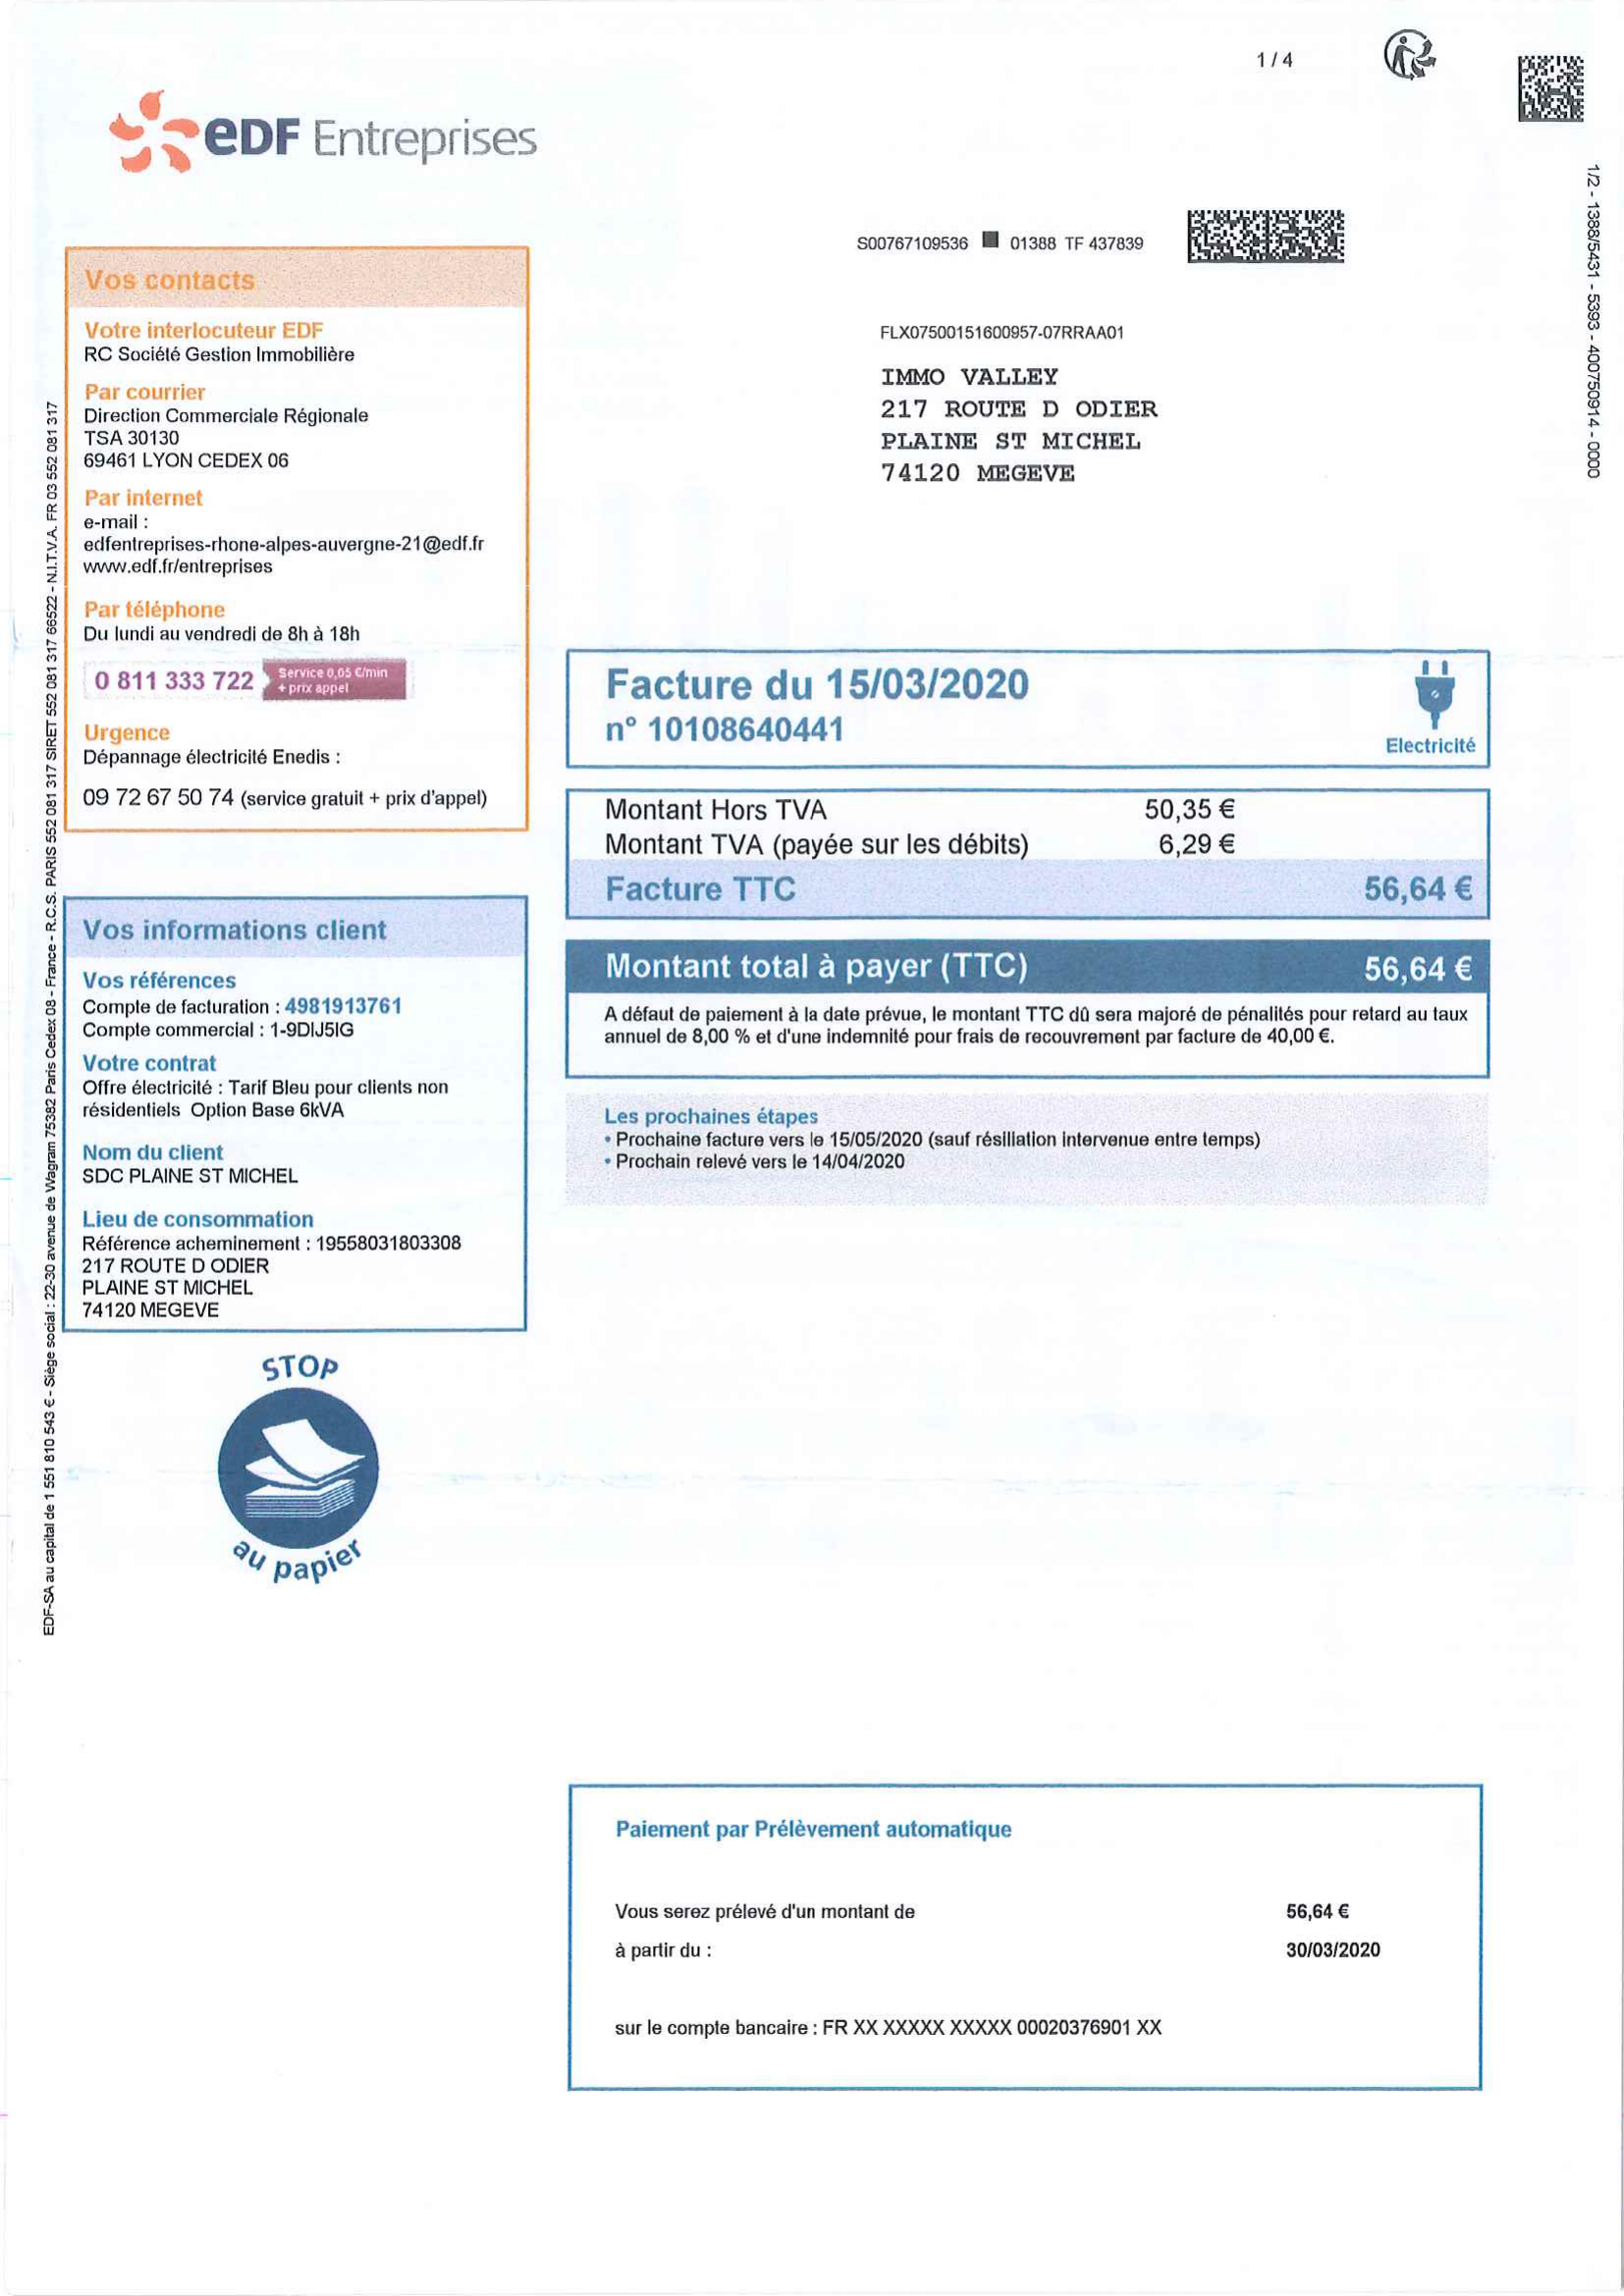 1 / 4
eDF Entreprises
1/2 - 1388/5431 - 5393 - 400750914 - 0000
S00767109536 01388 TF 437839
FLX07500151600957-07RRAA01
IMMO VALLEY
217 ROUTE D ODIER
PLAINE ST MICHEL
74120 MEGEVE
Vos contacts
Votre interlocuteur EDF
RC Société Gestion Immobilière
Par courrier
Direction Commerciale Régionale
TSA 30130
69461 LYON CEDEX 06
Par internet
e-mail :
edfentreprises-rhone-alpes-auvergne-21@edf.fr
www.edf.fr/entreprises
Par téléphone
Du lundi au vendredi de 8h à 18h
0 811 333 722 Service 0,05 €/min
+ prix appel
Urgence
Dépannage électricité Enedis :
09 72 67 50 74 (service gratuit + prix d'appel)
Facture du 15/03/2020
n° 10108640441
Electricité
Montant Hors TVA 50,35 €
Montant TVA (payée sur les débits) 6,29 €
Facture TTC 56,64 €
Montant total à payer (TTC) 56,64 €
A défaut de paiement à la date prévue, le montant TTC dû sera majoré de pénalités pour retard au taux
annuel de 8,00 % et d'une indemnité pour frais de recouvrement par facture de 40,00 €.
Les prochaines étapes
• Prochaine facture vers le 15/05/2020 (sauf résiliation intervenue entre temps)
• Prochain relevé vers le 14/04/2020
Vos informations client
Vos références
Compte de facturation : 4981913761
Compte commercial : 1-9DIJ5IG
Votre contrat
Offre électricité : Tarif Bleu pour clients non
résidentiels Option Base 6kVA
Nom du client
SDC PLAINE ST MICHEL
Lieu de consommation
Référence acheminement : 19558031803308
217 ROUTE D ODIER
PLAINE ST MICHEL
74120 MEGEVE
STOP
au papier
EDF-SA au capital de 1 551 810 543 € - Siège social : 22-30 avenue de Wagram 75382 Paris Cedex 08 - France - R.C.S. PARIS 552 081 317 SIRET 552 081 317 66522 - N.I.T.V.A. FR 03 552 081 317
Paiement par Prélèvement automatique
Vous serez prélevé d'un montant de 56,64 €
à partir du : 30/03/2020
sur le compte bancaire : FR XX XXXXX XXXXX 00020376901 XX